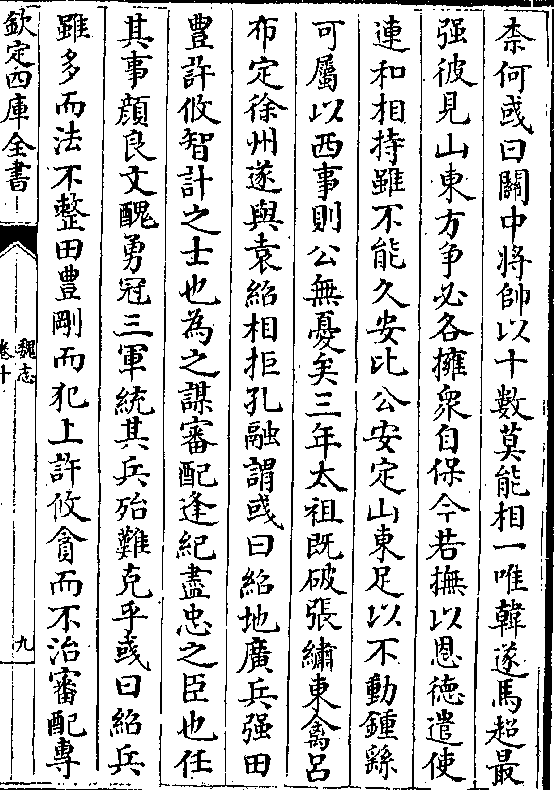 柰何彧曰關中將帥以十數莫能相一唯韓遂馬超最
强彼見山東方争必各擁衆自保今若撫以恩德遣使
連和相持雖不能久安比公安定山東足以不動鍾繇
可屬以西事則公無憂矣三年太祖既破張繡東禽呂
布定徐州遂與袁紹相拒孔融謂彧曰紹地廣兵强田
豐許攸智計之士也為之謀審配逢紀盡忠之臣也任
其事顔良文醜勇冠三軍統其兵殆難克乎彧曰紹兵
雖多而法不整田豐剛而犯上許攸貪而不治審配專
欽定四庫全書
魏志
卷十
九